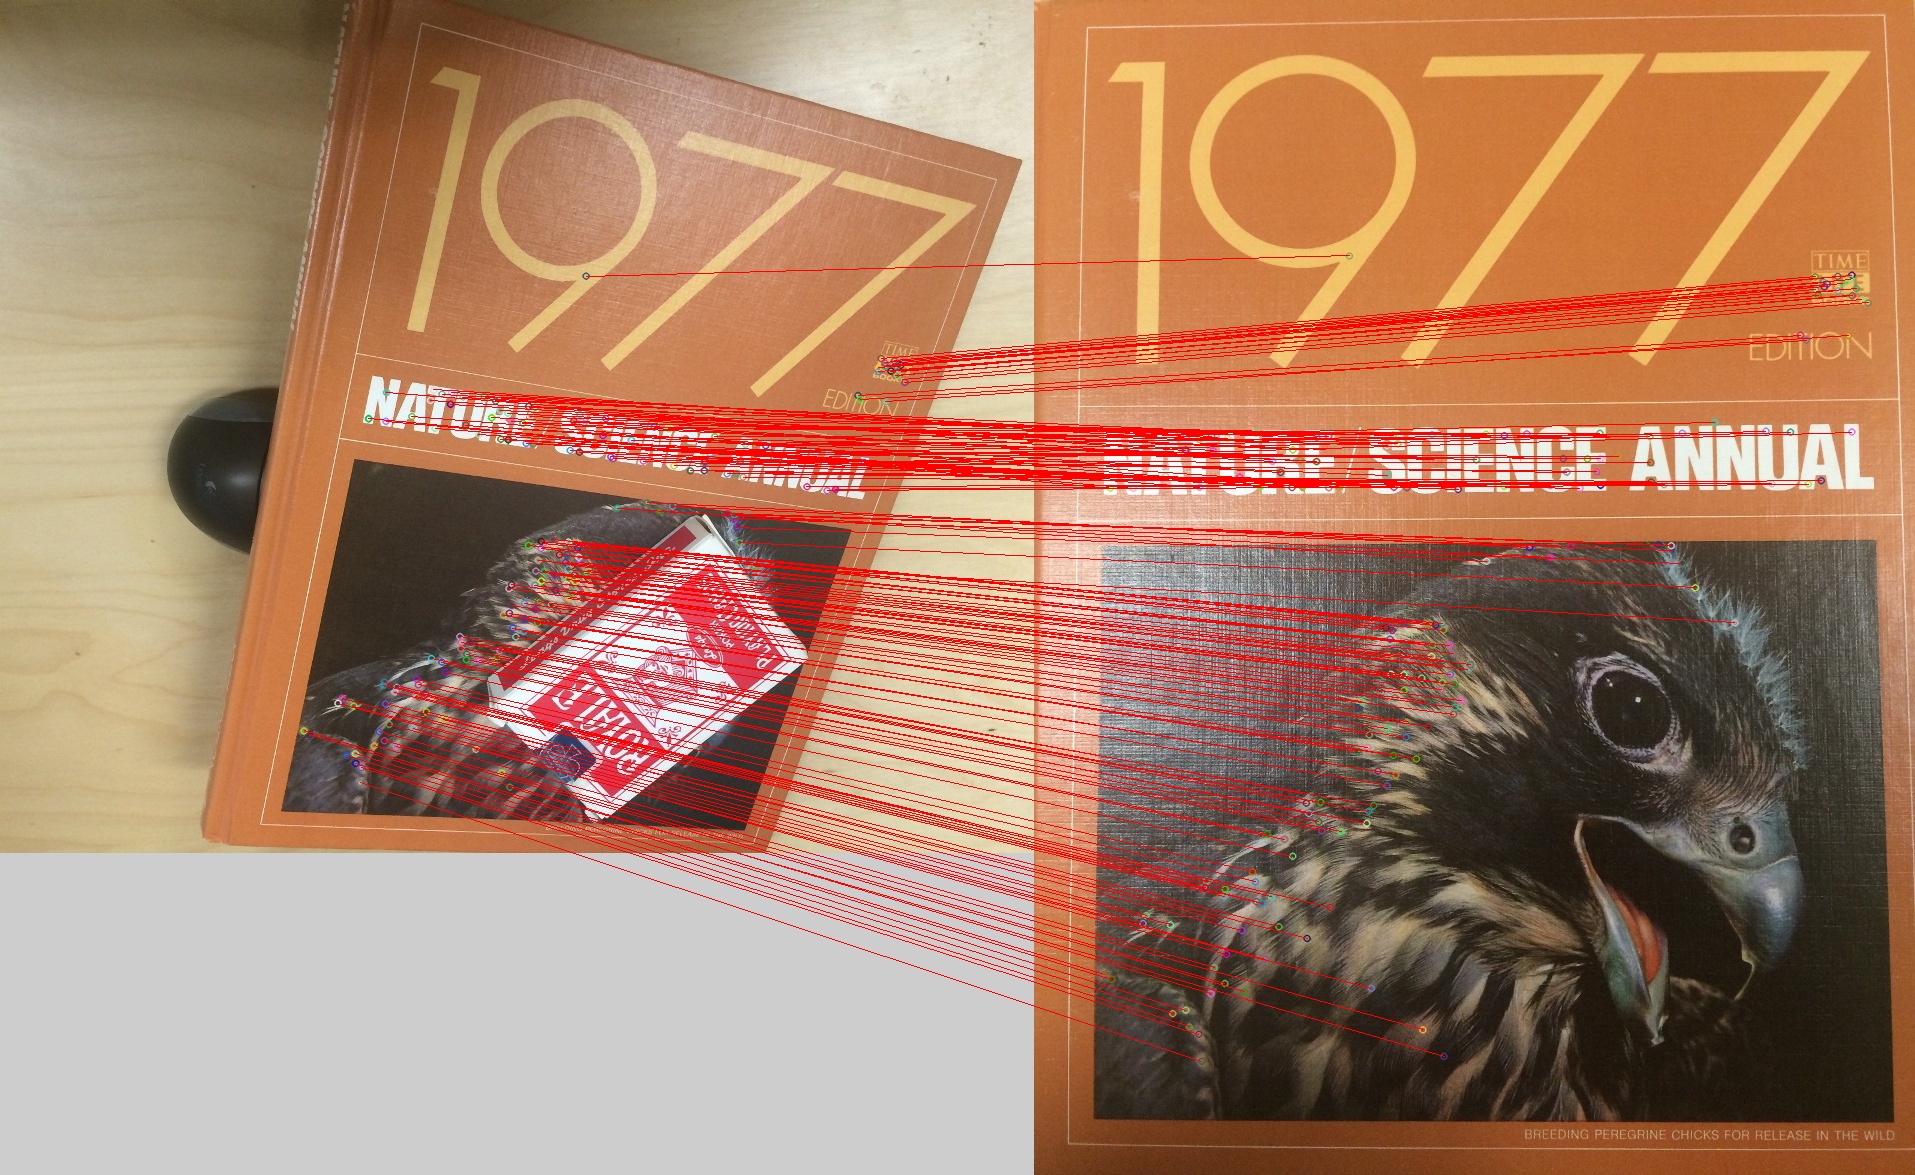 1977
TIME
EDITION
NATURE/SCIENCE ANNUAL
1977
TIME
EDITION
NATURE/SCIENCE ANNUAL
BREEDING PEREGRINE CHICKS FOR RELEASE IN THE WILD